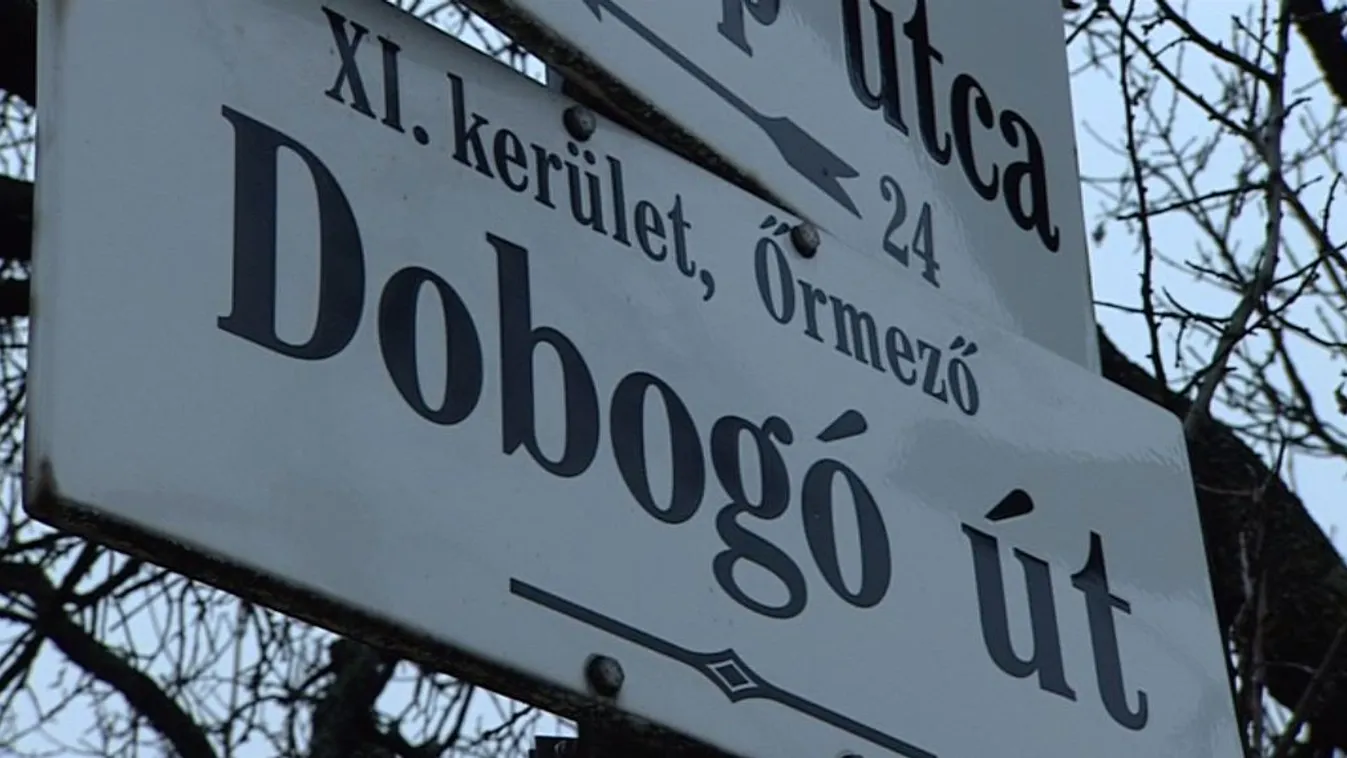 utca
24
XI. kerület, Őrmező
Dobogó út